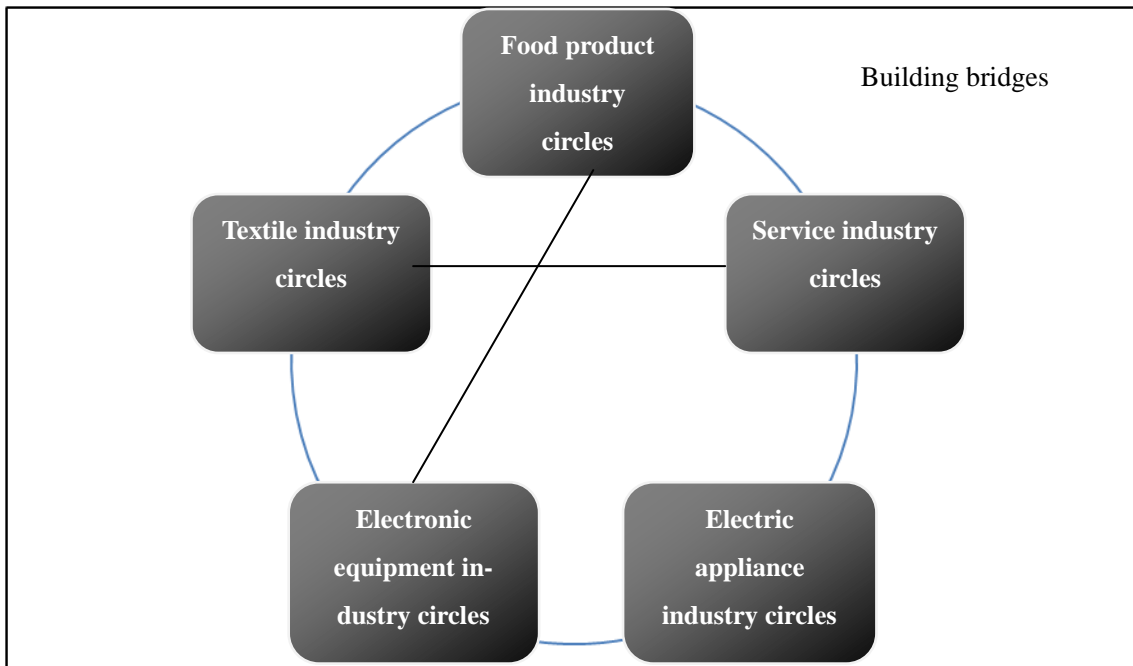 Food product
industry
circles
Building bridges
Textile industry
circles
Service industry
circles
Electronic
equipment in-
dustry circles
Electric
appliance
industry circles